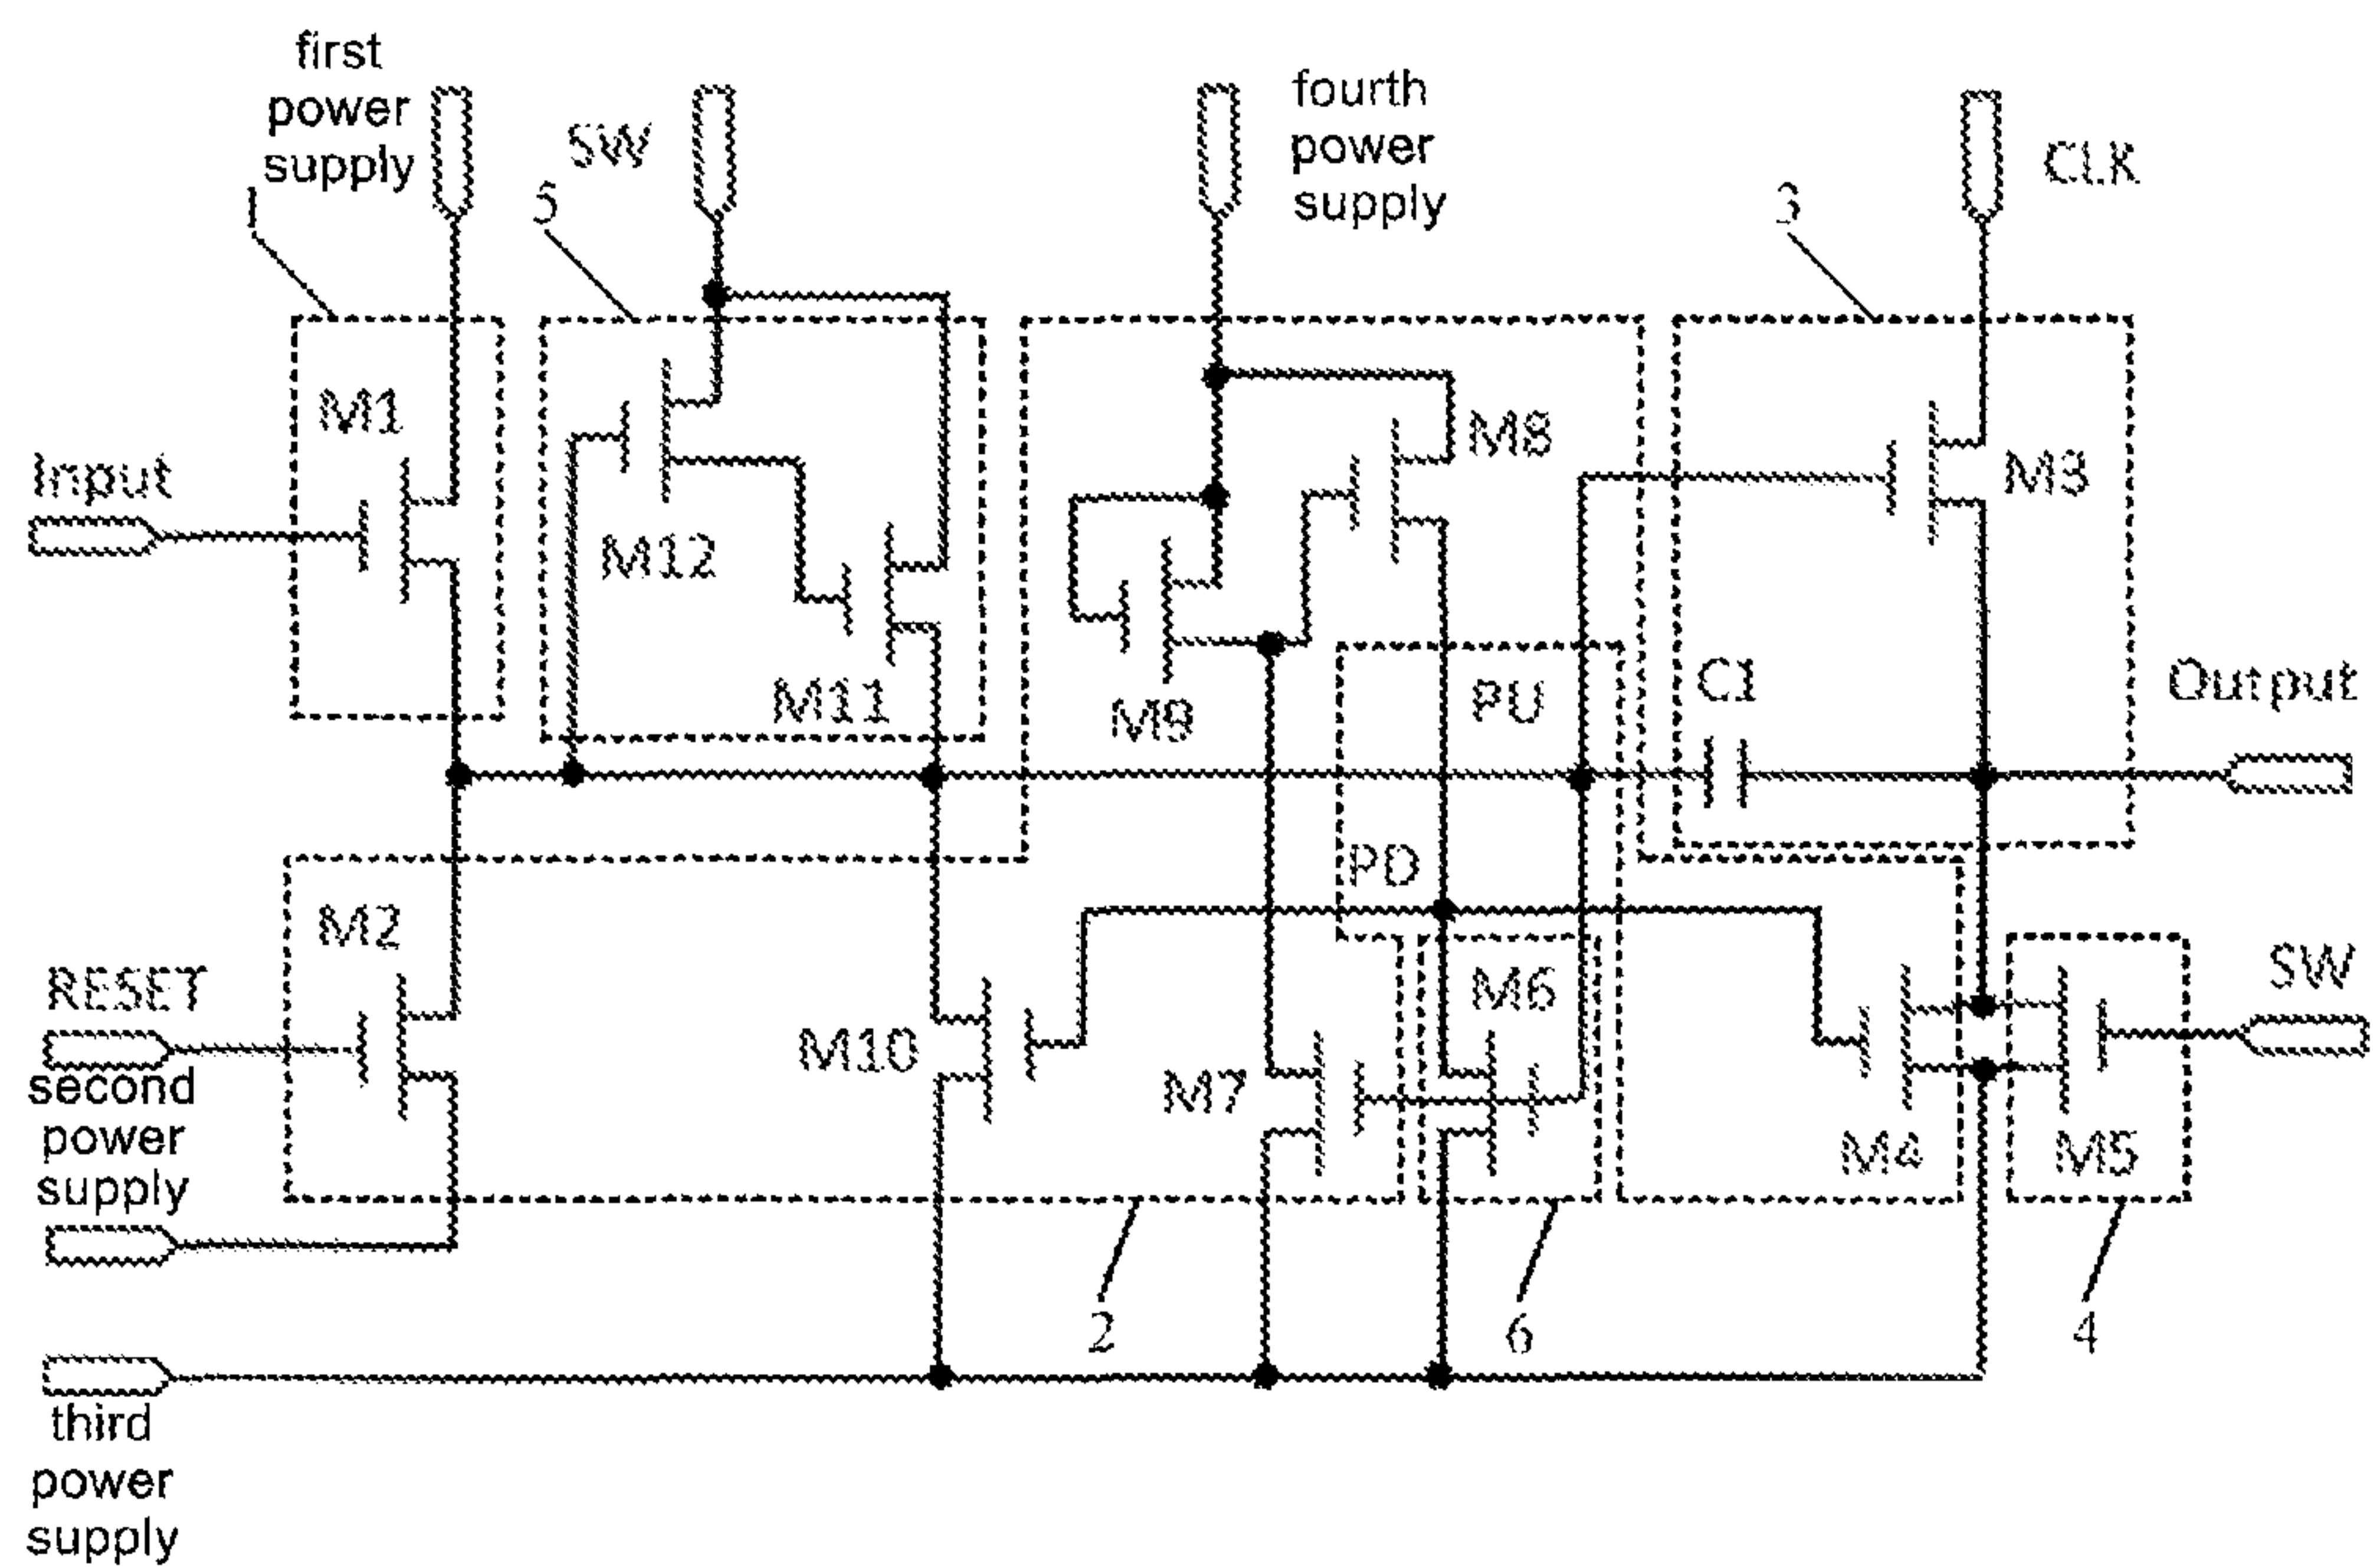 first
power
supply
SW
fourth
power
supply
CLK
1
5
3
M1
Input
M12
M8
M3
M11
M9
PU
C1
Output
PD
M2
RESET
M10
M7
M6
M4
M5
SW
second
power
supply
2
6
4
third
power
supply